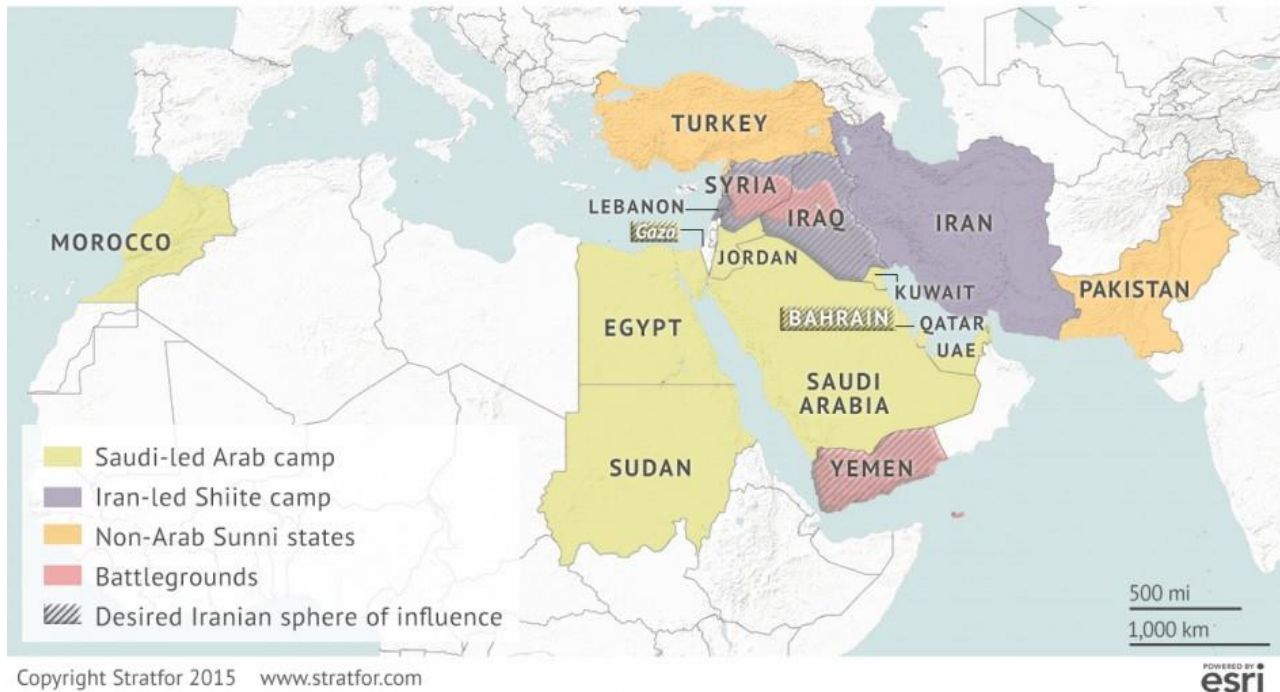 TURKEY
SYRIA
LEBANON
IRAQ
IRAN
Gaza
MOROCCO
JORDAN
KUWAIT
PAKISTAN
EGYPT
BAHRAIN
QATAR
UAE
SAUDI
ARABIA
SUDAN
YEMEN
Saudi-led Arab camp
Iran-led Shiite camp
Non-Arab Sunni states
Battlegrounds
Desired Iranian sphere of influence
500 mi
1,000 km
Copyright Stratfor 2015 www.stratfor.com
POWERED BY
esri